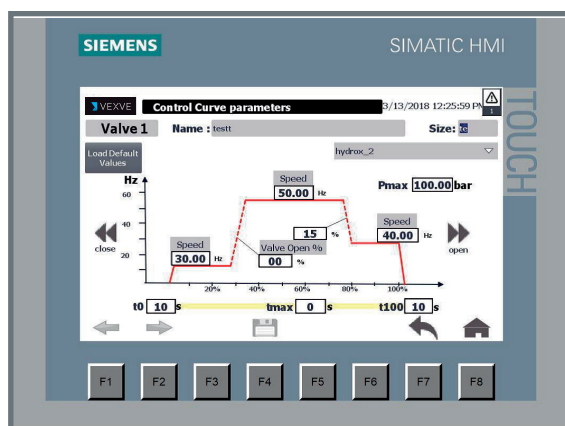 SIEMENS
SIMATIC HMI
TOUCH
VEXVE Control Curve parameters 3/13/2018 12:25:59 P
1
Valve 1 Name : testt Size:
Load Default
Values
hydrox_2
Hz
60
40
20
Speed
50.00 Hz
Pmax 100.00 bar
15 %
Speed
40.00 Hz
close
open
Speed
30.00 Hz
Valve Open %
00 %
20% 40% 60% 80% 100%
t0 10 s tmax 0 s t100 10 s
F1 F2 F3 F4 F5 F6 F7 F8